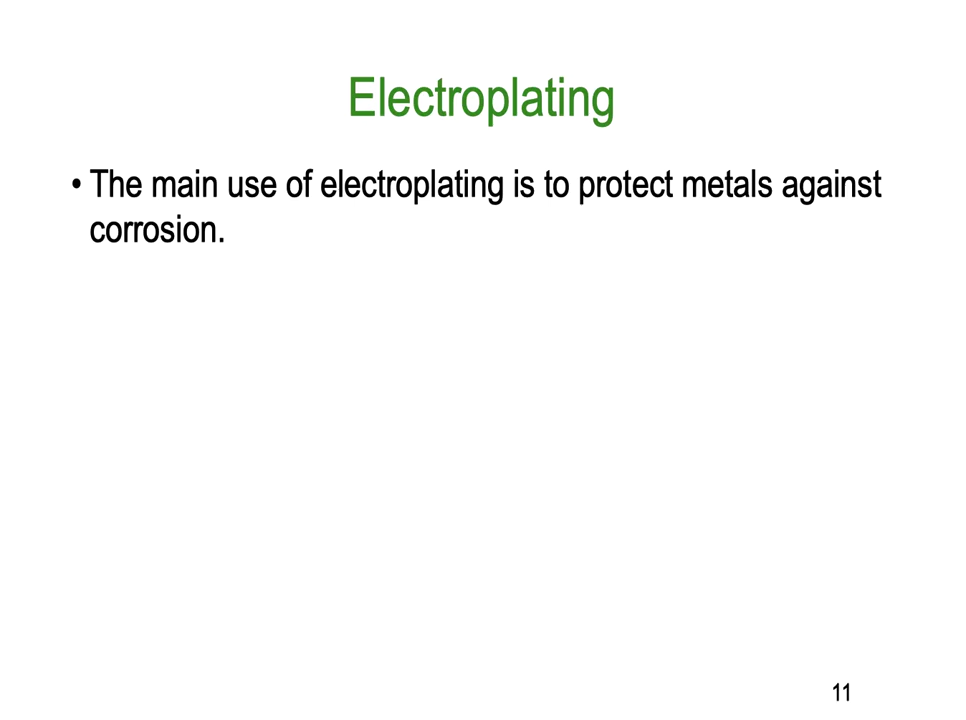 Electroplating
• The main use of electroplating is to protect metals against
corrosion.
11